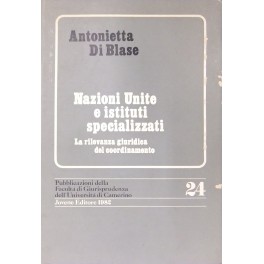 Antonietta
Di Blase
Nazioni Unite
e istituti
specializzati
La rilevanza giuridica
del coordinamento
Pubblicazioni della
Facoltà di Giurisprudenza
dell'Università di Camerino
24
Jovene Editore 1982